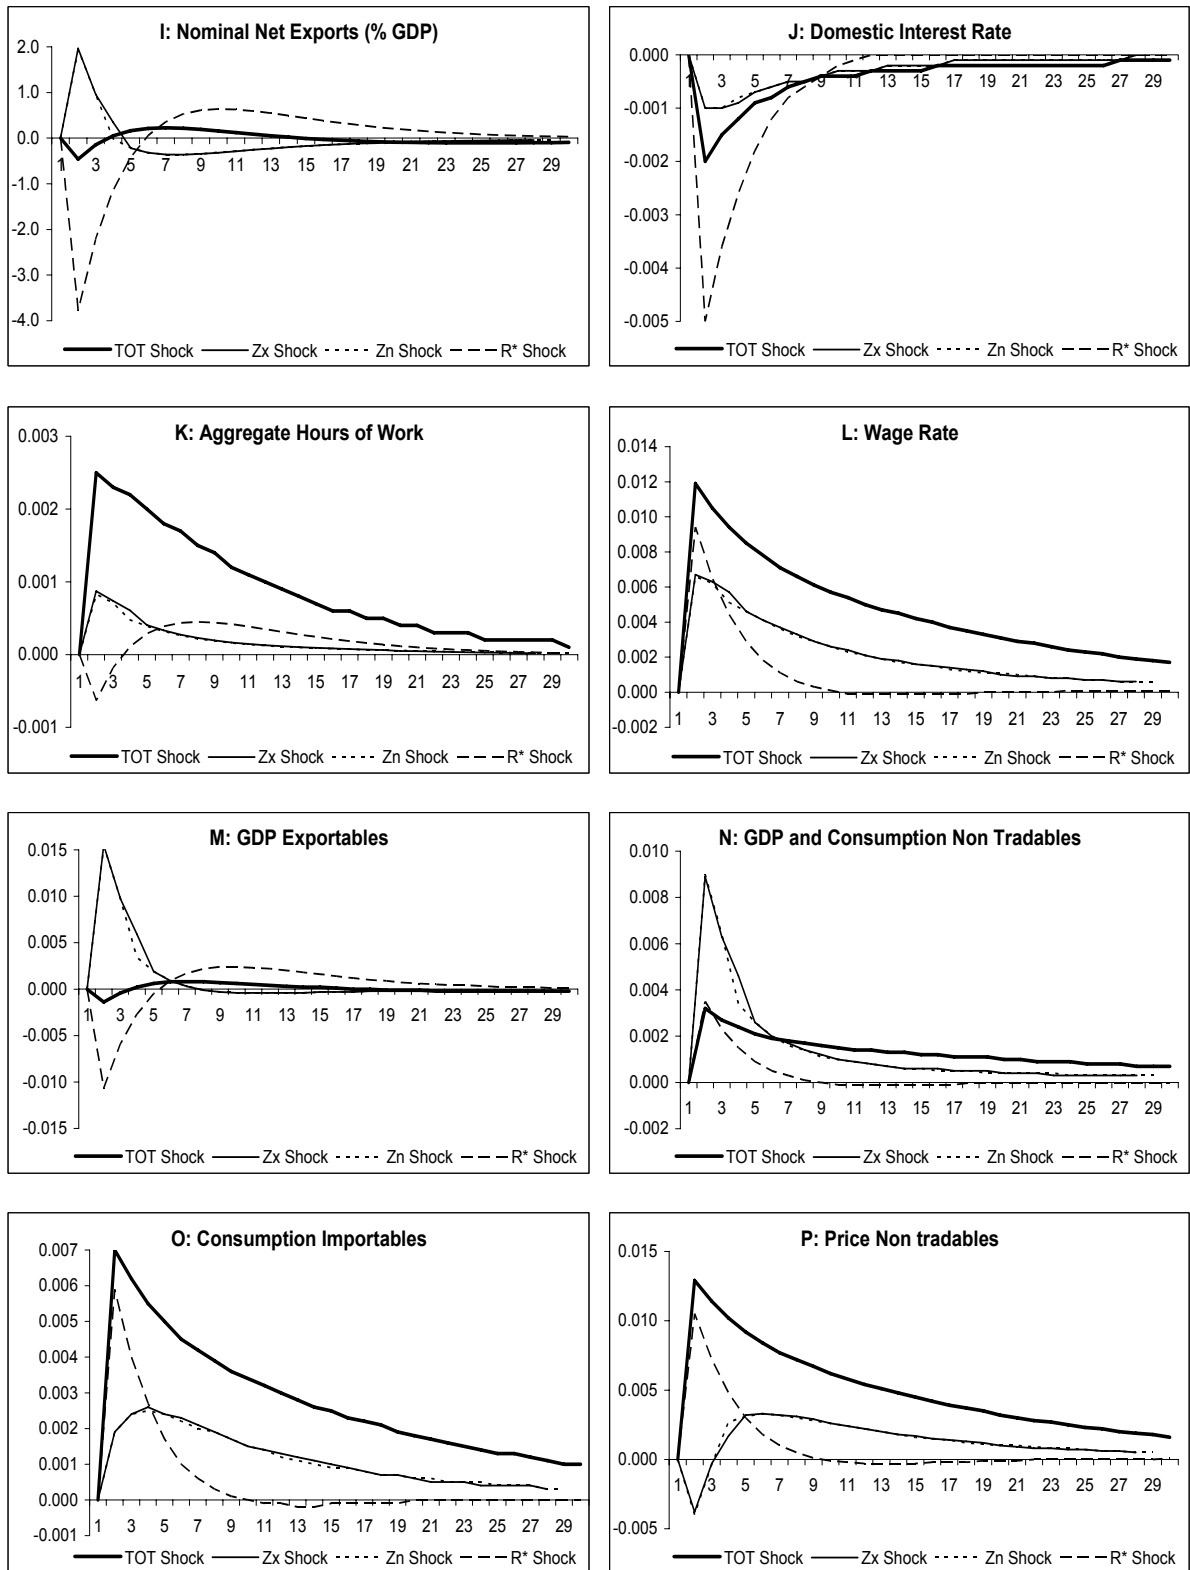 I: Nominal Net Exports (% GDP)
2.0
1.0
0.0
-1.0
-2.0
-3.0
-4.0
1 3 5 7 9 11 13 15 17 19 21 23 25 27 29
TOT Shock Zx Shock Zn Shock R* Shock
J: Domestic Interest Rate
0.000
-0.001
-0.002
-0.003
-0.004
-0.005
1 3 5 7 9 11 13 15 17 19 21 23 25 27 29
TOT Shock Zx Shock Zn Shock R* Shock
K: Aggregate Hours of Work
0.003
0.002
0.001
0.000
-0.001
1 3 5 7 9 11 13 15 17 19 21 23 25 27 29
TOT Shock Zx Shock Zn Shock R* Shock
L: Wage Rate
0.014
0.012
0.010
0.008
0.006
0.004
0.002
0.000
-0.002
1 3 5 7 9 11 13 15 17 19 21 23 25 27 29
TOT Shock Zx Shock Zn Shock R* Shock
M: GDP Exportables
0.015
0.010
0.005
0.000
-0.005
-0.010
-0.015
1 3 5 7 9 11 13 15 17 19 21 23 25 27 29
TOT Shock Zx Shock Zn Shock R* Shock
N: GDP and Consumption Non Tradables
0.010
0.008
0.006
0.004
0.002
0.000
-0.002
1 3 5 7 9 11 13 15 17 19 21 23 25 27 29
TOT Shock Zx Shock Zn Shock R* Shock
O: Consumption Importables
0.007
0.006
0.005
0.004
0.003
0.002
0.001
0.000
-0.001
1 3 5 7 9 11 13 15 17 19 21 23 25 27 29
TOT Shock Zx Shock Zn Shock R* Shock
P: Price Non tradables
0.015
0.010
0.005
0.000
-0.005
1 3 5 7 9 11 13 15 17 19 21 23 25 27 29
TOT Shock Zx Shock Zn Shock R* Shock